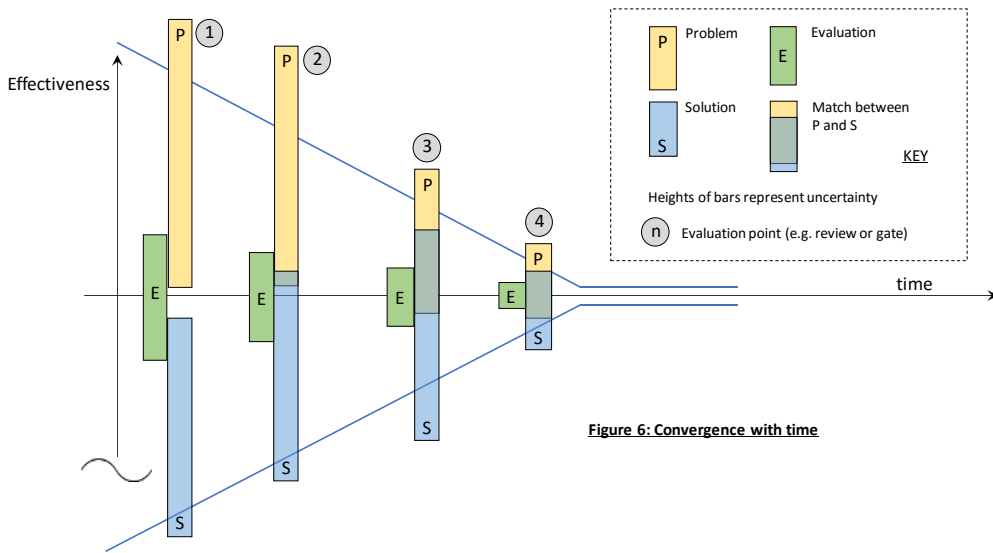 P
1
P
2
Effectiveness
3
P
4
P
E
E
E
E
S
S
S
S
time
P
Problem
E
Evaluation
S
Solution
Match between
P and S
KEY
Heights of bars represent uncertainty
n
Evaluation point (e.g. review or gate)
Figure 6: Convergence with time